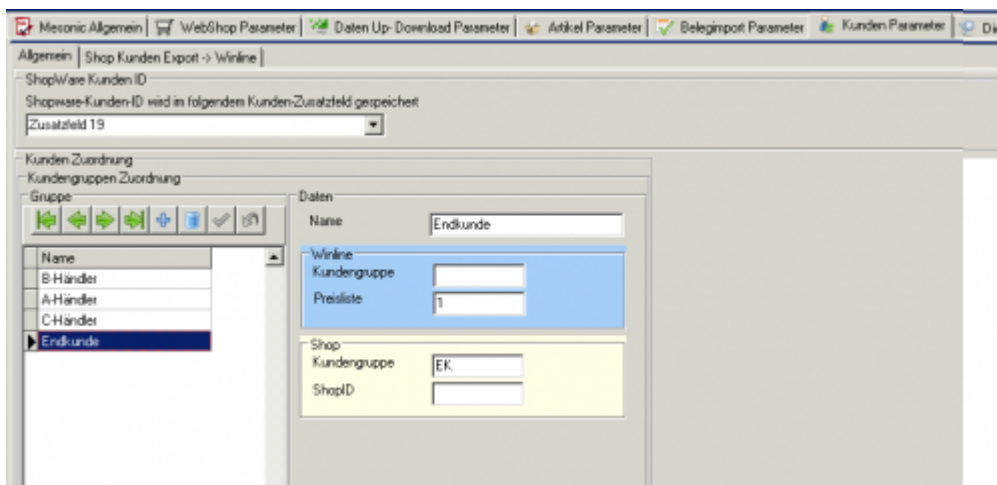 Mesonic Allgemein WebShop Parameter Daten Up- Download Parameter Artikel Parameter Belegimport Parameter Kunden Parameter
Allgemein Shop Kunden Export -> Winline
ShopWare Kunden ID
Shopware-Kunden-ID wird im folgendem Kunden-Zusatzfeld gespeichert
Zusatzfeld 19
Kunden Zuordnung
Kundengruppen Zuordnung
Gruppe
Name
B-Händler
A-Händler
C-Händler
Endkunde
Daten
Name Endkunde
Winline
Kundengruppe
Preisliste 1
Shop
Kundengruppe EK
ShopID